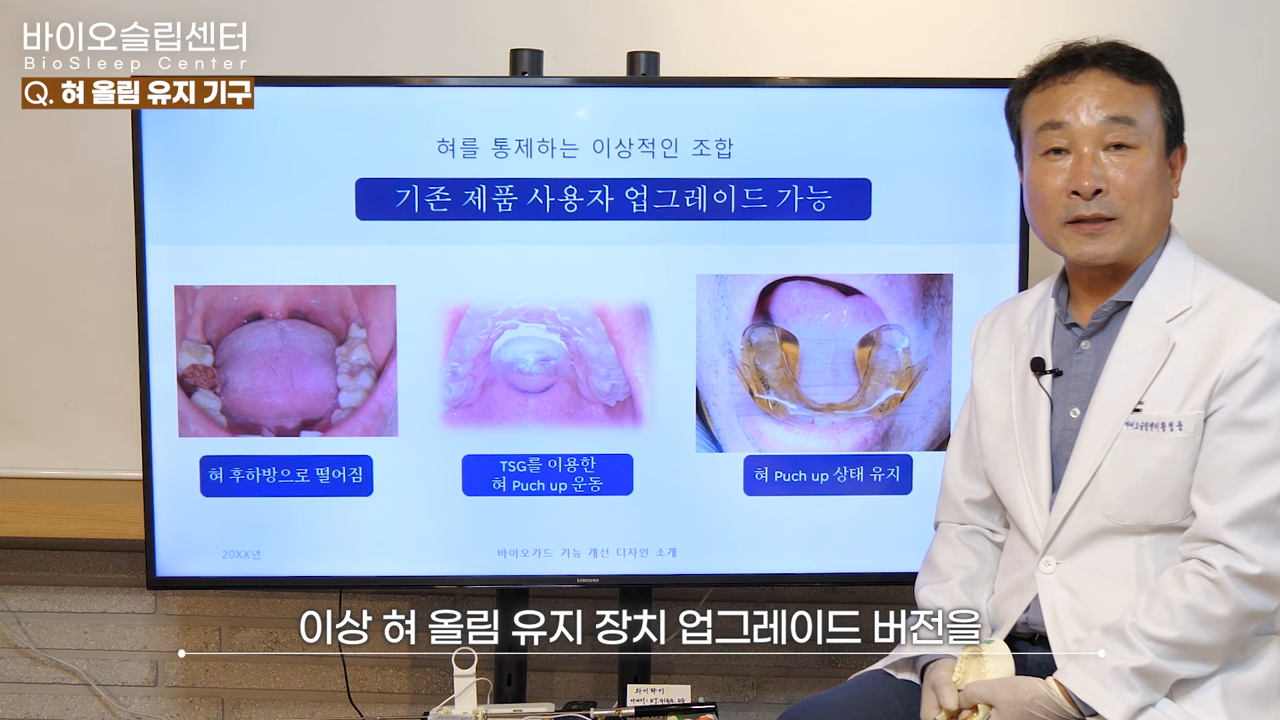 바이오슬립센터
BioSleep Center
Q. 혀 올림 유지 기구
혀를 통제하는 이상적인 조합
기존 제품 사용자 업그레이드 가능
혀 후하방으로 떨어짐
TSG를 이용한
혀 Puch up 운동
혀 Puch up 상태 유지
20XX년
바이오가드 기능 개선 디자인 소개
SAMSUNG
이상 혀 올림 유지 장치 업그레이드 버전을
와이파이